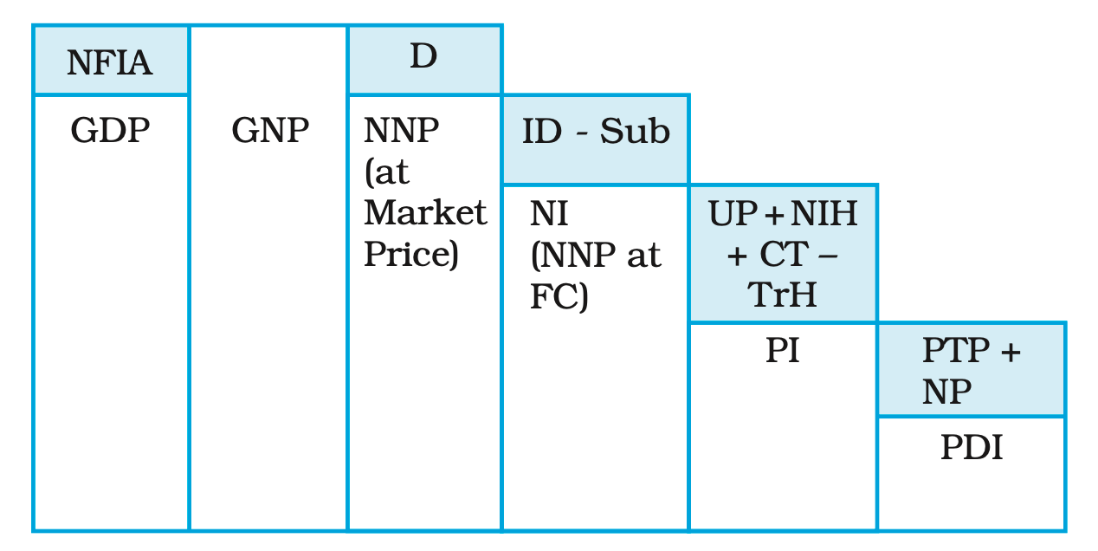 NFIA
D
GDP
GNP
NNP
(at
Market
Price)
ID - Sub
NI
(NNP at
FC)
UP + NIH
+ CT –
TrH
PI
PTP +
NP
PDI